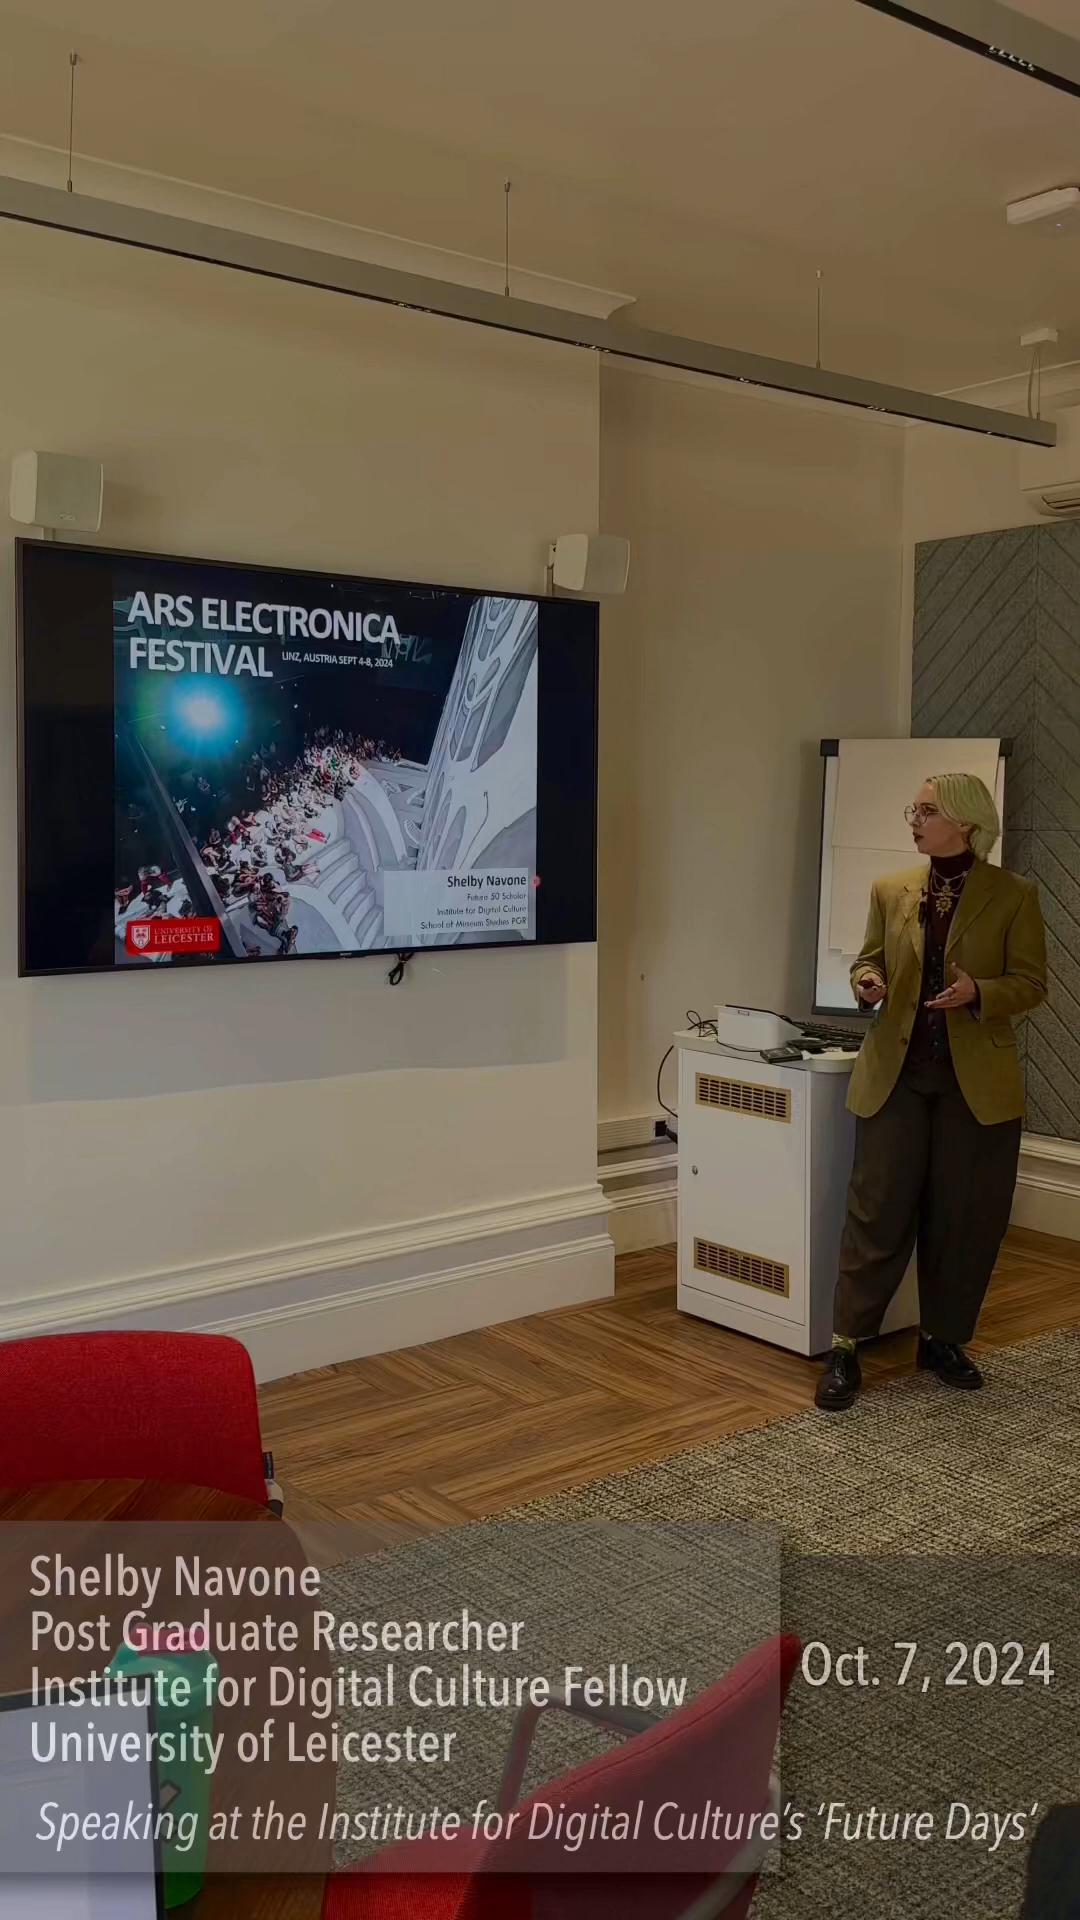 ARS ELECTRONICA
FESTIVAL LINZ, AUSTRIA SEPT 4-8, 2024
Shelby Navone
Future 50 Scholar
Institute for Digital Culture
School of Museum Studies PGR
UNIVERSITY OF
LEICESTER
Shelby Navone
Post Graduate Researcher
Institute for Digital Culture Fellow
University of Leicester
Oct. 7, 2024
Speaking at the Institute for Digital Culture’s ‘Future Days’